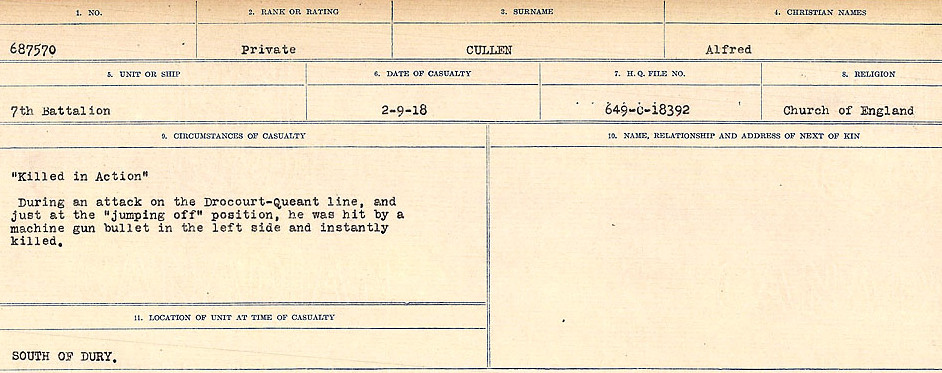 1. NO.
2. RANK OR RATING
3. SURNAME
4. CHRISTIAN NAMES
687570
Private
CULLEN
Alfred
5. UNIT OR SHIP
6. DATE OF CASUALTY
7. H.Q. FILE NO.
8. RELIGION
7th Battalion
2-9-18
649-C-18392
Church of England
9. CIRCUMSTANCES OF CASUALTY
10. NAME, RELATIONSHIP AND ADDRESS OF NEXT OF KIN
"Killed in Action"
During an attack on the Drocourt-Queant line, and
just at the "jumping off" position, he was hit by a
machine gun bullet in the left side and instantly
killed.
11. LOCATION OF UNIT AT TIME OF CASUALTY
SOUTH OF DURY.